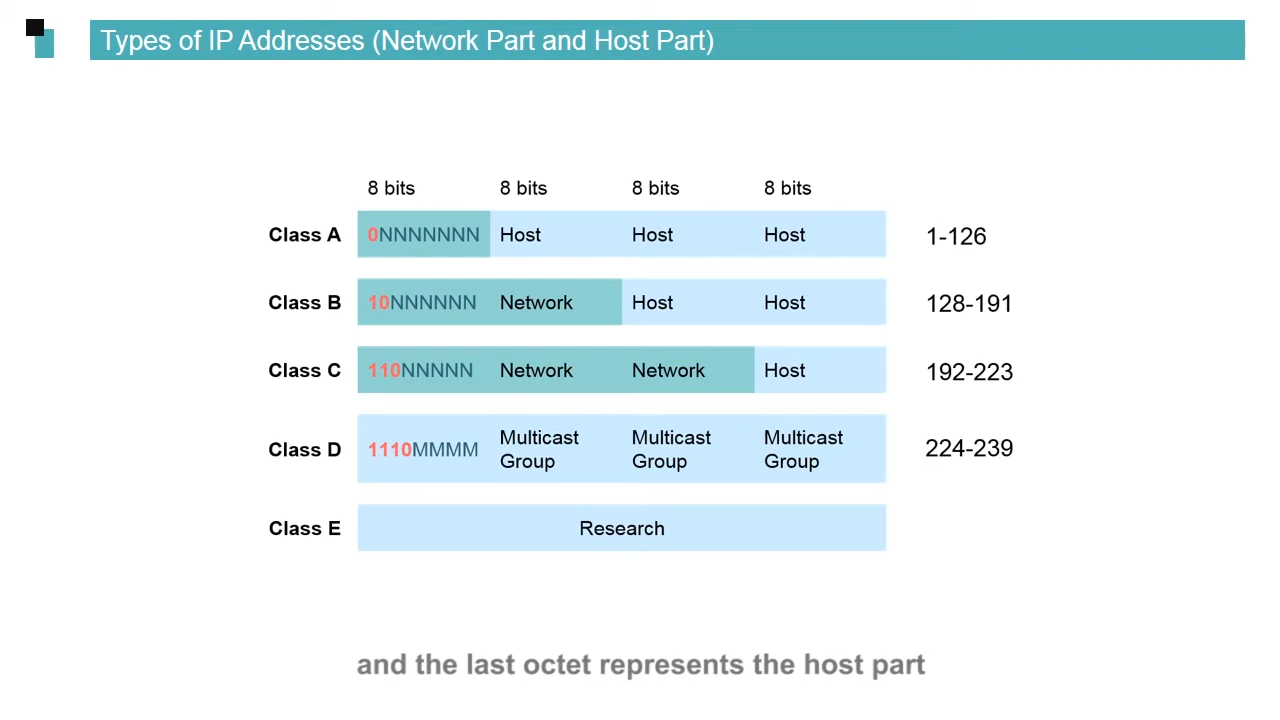 Types of IP Addresses (Network Part and Host Part)
8 bits 8 bits 8 bits 8 bits
Class A 0NNNNNNN Host Host Host 1-126
Class B 10NNNNNN Network Host Host 128-191
Class C 110NNNNN Network Network Host 192-223
Class D 1110MMMM Multicast Group Multicast Group Multicast Group 224-239
Class E Research
and the last octet represents the host part